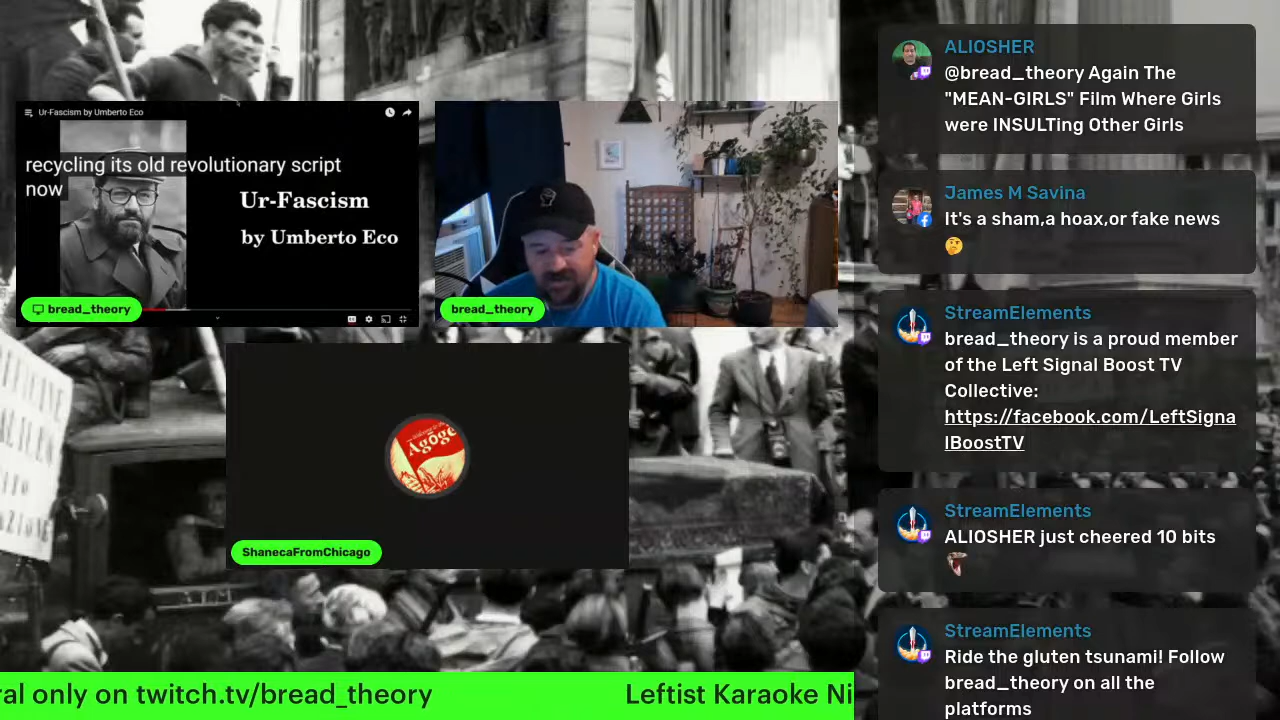 Ur-Fascism by Umberto Eco
recycling its old revolutionary script
now
Ur-Fascism
by Umberto Eco
bread_theory
bread_theory
Agōge
ShanecaFromChicago
ral only on twitch.tv/bread_theory
Leftist Karaoke Ni
ALIOSHER
@bread_theory Again The
"MEAN-GIRLS" Film Where Girls
were INSULTing Other Girls
James M Savina
It's a sham,a hoax,or fake news
🤔
StreamElements
bread_theory is a proud member
of the Left Signal Boost TV
Collective:
https://facebook.com/LeftSigna
lBoostTV
StreamElements
ALIOSHER just cheered 10 bits
StreamElements
Ride the gluten tsunami! Follow
bread_theory on all the
platforms